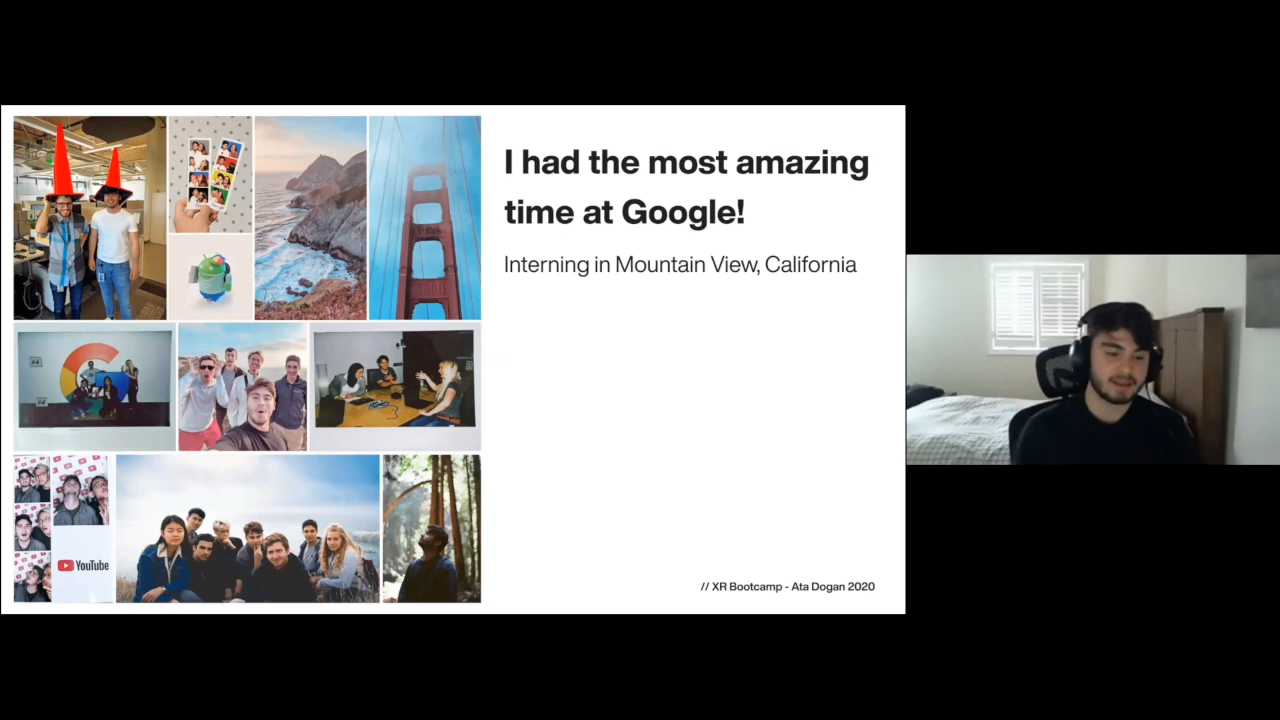 I had the most amazing
time at Google!
Interning in Mountain View, California
YouTube
// XR Bootcamp - Ata Dogan 2020